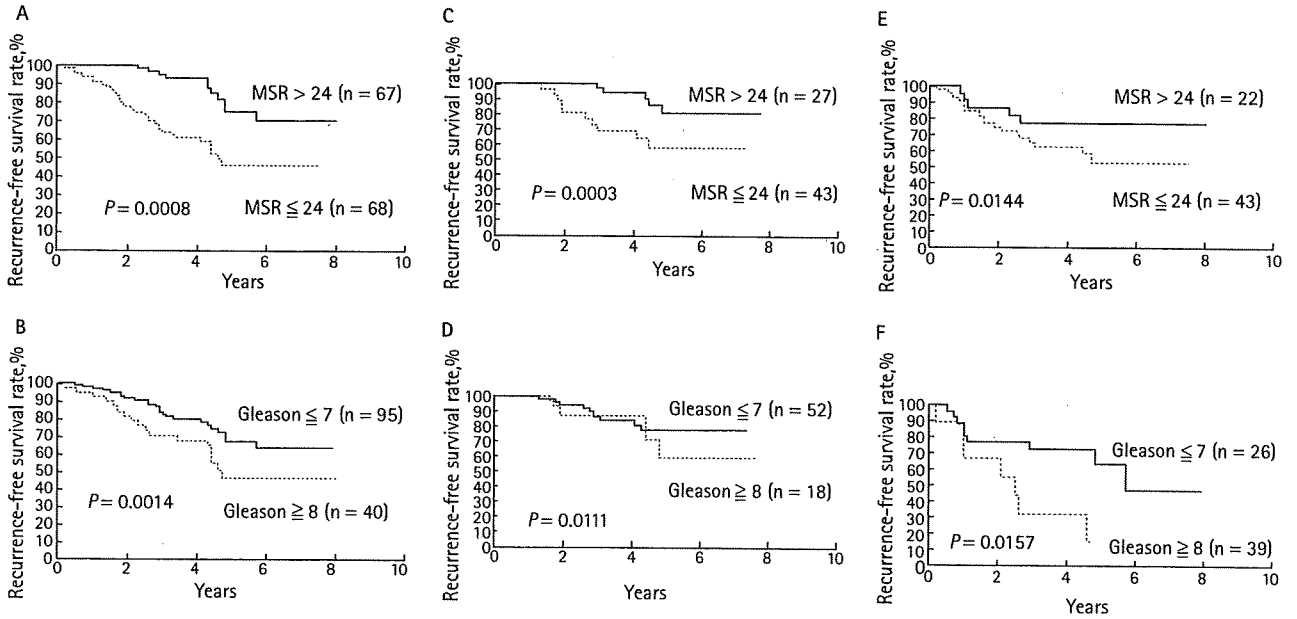 A
Recurrence-free survival rate,%
100
90
80
70
60
50
40
30
20
10
0
MSR > 24 (n = 67)
P = 0.0008
MSR ≦ 24 (n = 68)
0 2 4 6 8 10
Years
B
Recurrence-free survival rate,%
100
90
80
70
60
50
40
30
20
10
0
Gleason ≦ 7 (n = 95)
P = 0.0014
Gleason ≧ 8 (n = 40)
0 2 4 6 8 10
Years
C
Recurrence-free survival rate,%
100
90
80
70
60
50
40
30
20
10
0
MSR > 24 (n = 27)
P = 0.0003
MSR ≦ 24 (n = 43)
0 2 4 6 8 10
Years
D
Recurrence-free survival rate,%
100
90
80
70
60
50
40
30
20
10
0
Gleason ≦ 7 (n = 52)
Gleason ≧ 8 (n = 18)
P = 0.0111
0 2 4 6 8 10
Years
E
Recurrence-free survival rate,%
100
90
80
70
60
50
40
30
20
10
0
MSR > 24 (n = 22)
P = 0.0144
MSR ≦ 24 (n = 43)
0 2 4 6 8 10
Years
F
Recurrence-free survival rate,%
100
90
80
70
60
50
40
30
20
10
0
Gleason ≦ 7 (n = 26)
P = 0.0157
Gleason ≧ 8 (n = 39)
0 2 4 6 8 10
Years